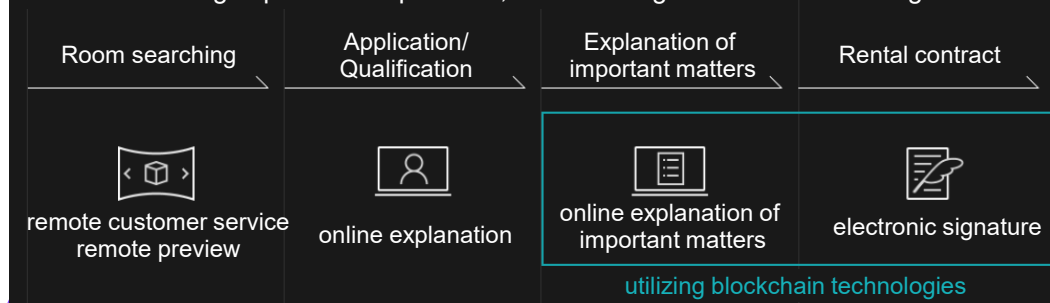 Room searching
Application/
Qualification
Explanation of
important matters
Rental contract
remote customer service
remote preview
online explanation
online explanation of
important matters
electronic signature
utilizing blockchain technologies